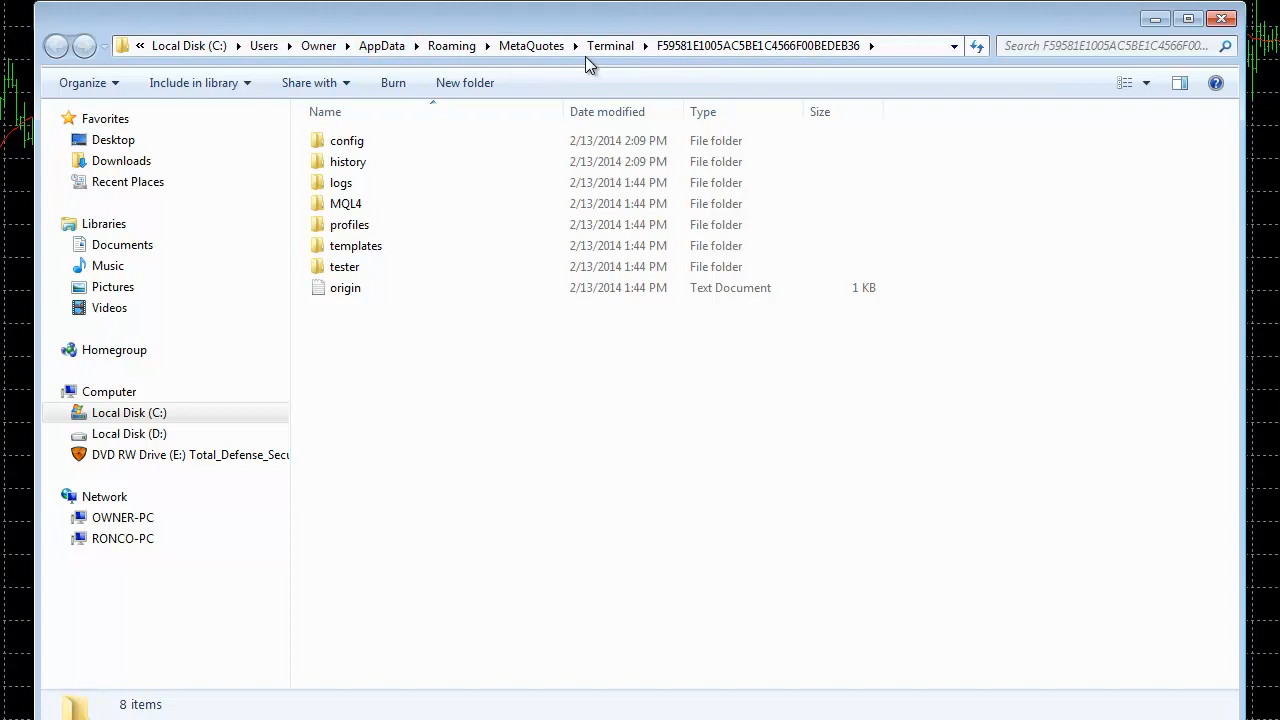 « Local Disk (C:) Users Owner AppData Roaming MetaQuotes Terminal F59581E1005AC5BE1C4566F00BEDEB36
Search F59581E1005AC5BE1C4566F00...
Organize Include in library Share with Burn New folder
Name Date modified Type Size
Favorites
Desktop
Downloads
Recent Places
Libraries
Documents
Music
Pictures
Videos
Homegroup
Computer
Local Disk (C:)
Local Disk (D:)
DVD RW Drive (E:) Total_Defense_Secu
Network
OWNER-PC
RONCO-PC
config 2/13/2014 2:09 PM File folder
history 2/13/2014 2:09 PM File folder
logs 2/13/2014 1:44 PM File folder
MQL4 2/13/2014 1:44 PM File folder
profiles 2/13/2014 1:44 PM File folder
templates 2/13/2014 1:44 PM File folder
tester 2/13/2014 1:44 PM File folder
origin 2/13/2014 1:44 PM Text Document 1 KB
8 items